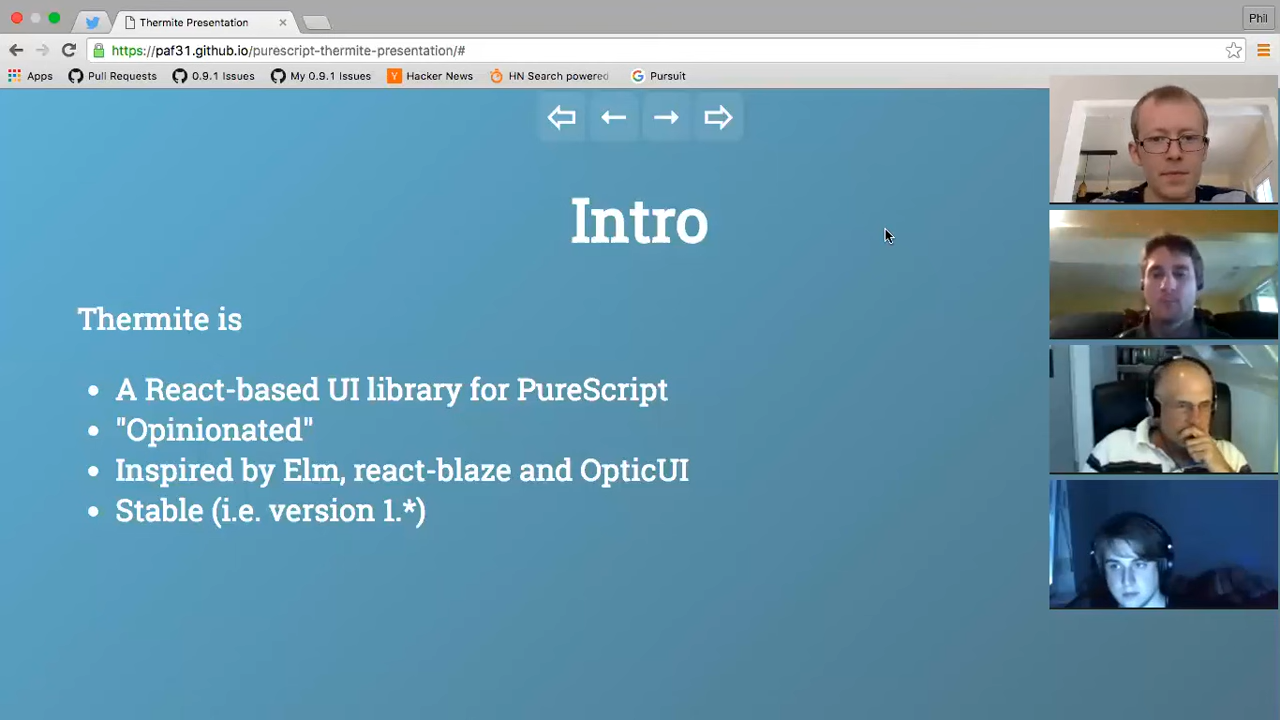 Thermite Presentation
Phil
https://paf31.github.io/purescript-thermite-presentation/#
Apps Pull Requests 0.9.1 Issues My 0.9.1 Issues Y Hacker News HN Search powered G Pursuit
Intro
Thermite is
• A React-based UI library for PureScript
• "Opinionated"
• Inspired by Elm, react-blaze and OpticUI
• Stable (i.e. version 1.*)